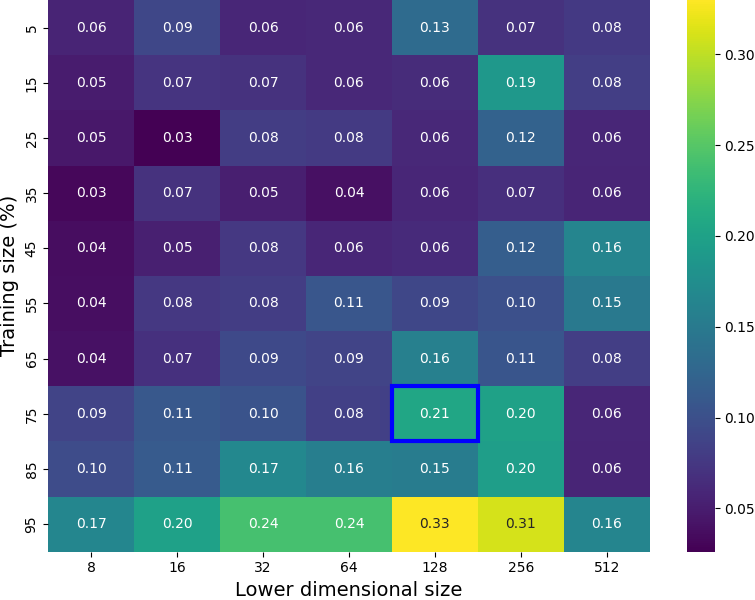 5 0.06 0.09 0.06 0.06 0.13 0.07 0.08
15 0.05 0.07 0.07 0.06 0.06 0.19 0.08
25 0.05 0.03 0.08 0.08 0.06 0.12 0.06
35 0.03 0.07 0.05 0.04 0.06 0.07 0.06
45 0.04 0.05 0.08 0.06 0.06 0.12 0.16
55 0.04 0.08 0.08 0.11 0.09 0.10 0.15
65 0.04 0.07 0.09 0.09 0.16 0.11 0.08
75 0.09 0.11 0.10 0.08 0.21 0.20 0.06
85 0.10 0.11 0.17 0.16 0.15 0.20 0.06
95 0.17 0.20 0.24 0.24 0.33 0.31 0.16
8 16 32 64 128 256 512
Lower dimensional size
Training size (%)
0.30
0.25
0.20
0.15
0.10
0.05